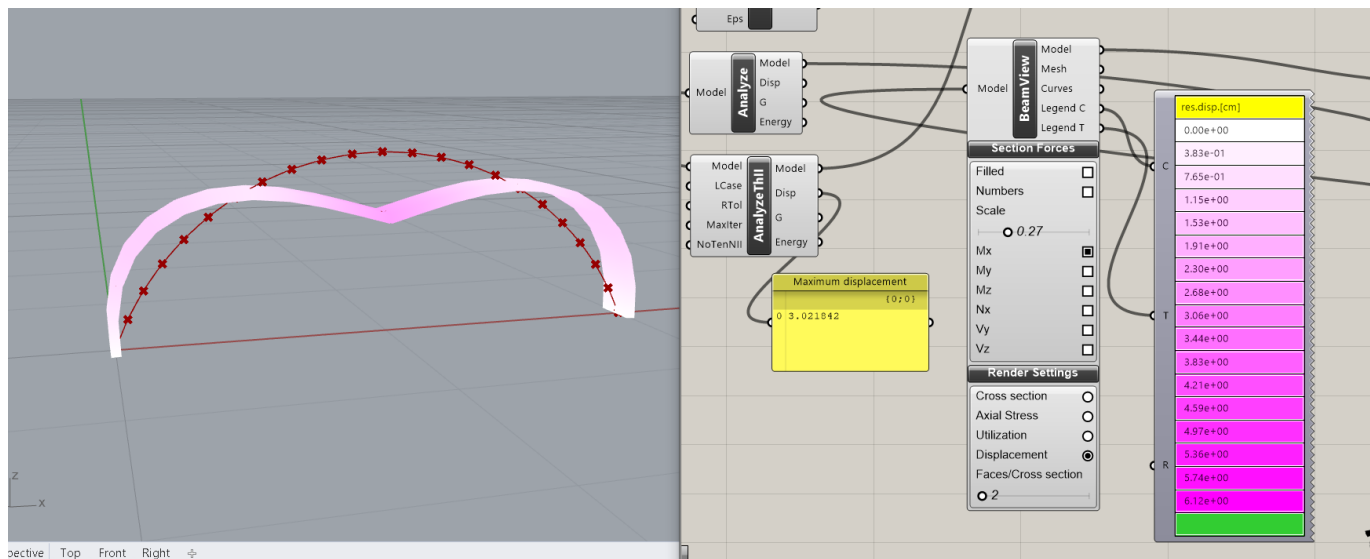 z
x
pective
Top
Front
Right
Eps
Model
Analyze
Model
Disp
G
Energy
Model
LCase
RTol
MaxIter
NoTenNII
AnalyzeThII
Model
Disp
G
Energy
Maximum displacement
{0;0}
0 3.021842
Model
BeamView
Model
Mesh
Curves
Legend C
Legend T
Section Forces
Filled
Numbers
Scale
0.27
Mx
My
Mz
Nx
Vy
Vz
Render Settings
Cross section
Axial Stress
Utilization
Displacement
Faces/Cross section
2
C
T
R
res.disp.[cm]
0.00e+00
3.83e-01
7.65e-01
1.15e+00
1.53e+00
1.91e+00
2.30e+00
2.68e+00
3.06e+00
3.44e+00
3.83e+00
4.21e+00
4.59e+00
4.97e+00
5.36e+00
5.74e+00
6.12e+00